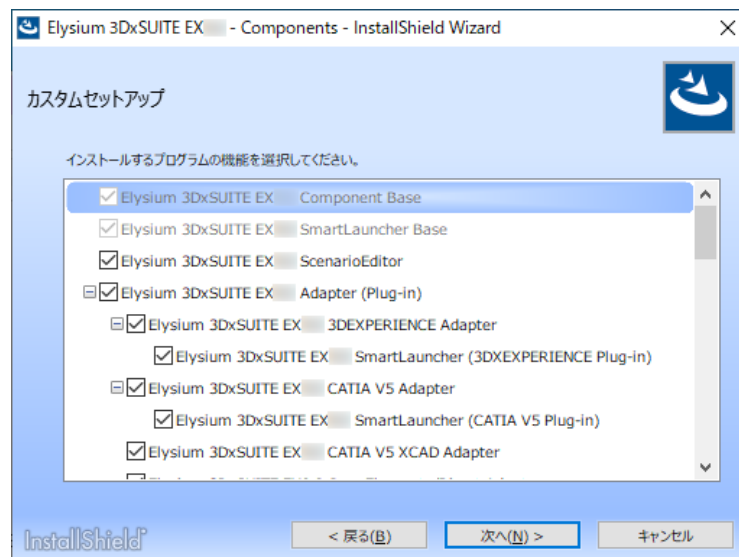 Elysium 3DxSUITE EX - Components - InstallShield Wizard
カスタムセットアップ
インストールするプログラムの機能を選択してください。
Elysium 3DxSUITE EX Component Base
Elysium 3DxSUITE EX SmartLauncher Base
Elysium 3DxSUITE EX ScenarioEditor
Elysium 3DxSUITE EX Adapter (Plug-in)
Elysium 3DxSUITE EX 3DEXPERIENCE Adapter
Elysium 3DxSUITE EX SmartLauncher (3DXEXPERIENCE Plug-in)
Elysium 3DxSUITE EX CATIA V5 Adapter
Elysium 3DxSUITE EX SmartLauncher (CATIA V5 Plug-in)
Elysium 3DxSUITE EX CATIA V5 XCAD Adapter
InstallShield
< 戻る(B) 次へ(N) > キャンセル